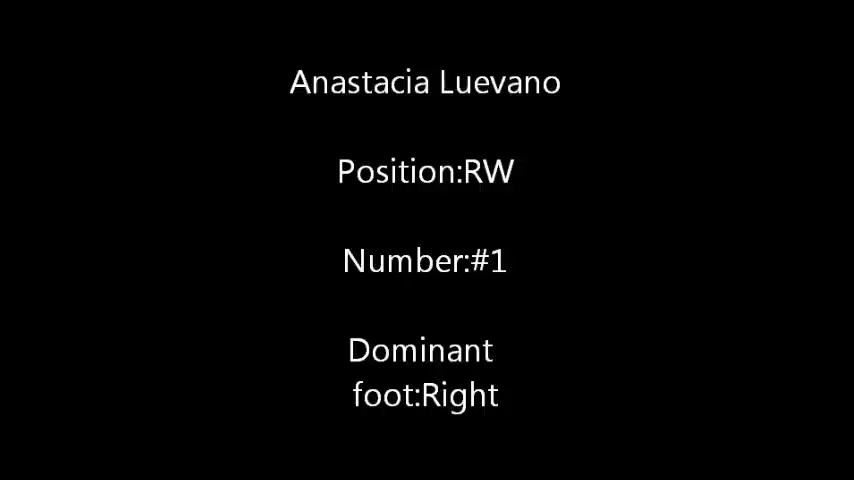 Anastacia Luevano
Position:RW
Number:#1
Dominant
foot:Right